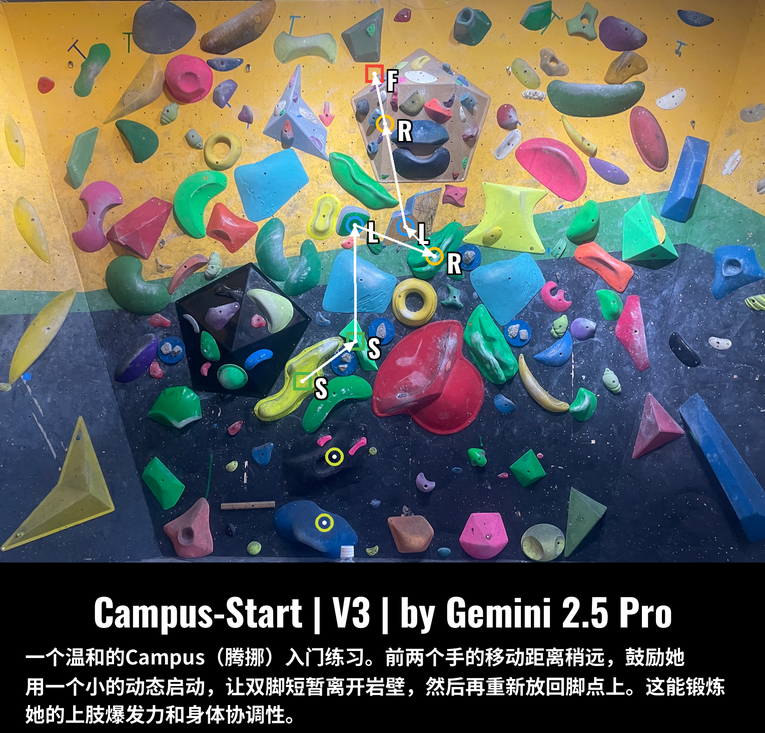 F
R
L
L
R
S
S
Campus-Start | V3 | by Gemini 2.5 Pro
一个温和的Campus（腾挪）入门练习。前两个手的移动距离稍远，鼓励她
用一个小的动态启动，让双脚短暂离开岩壁，然后再重新放回脚点上。这能锻炼
她的上肢爆发力和身体协调性。